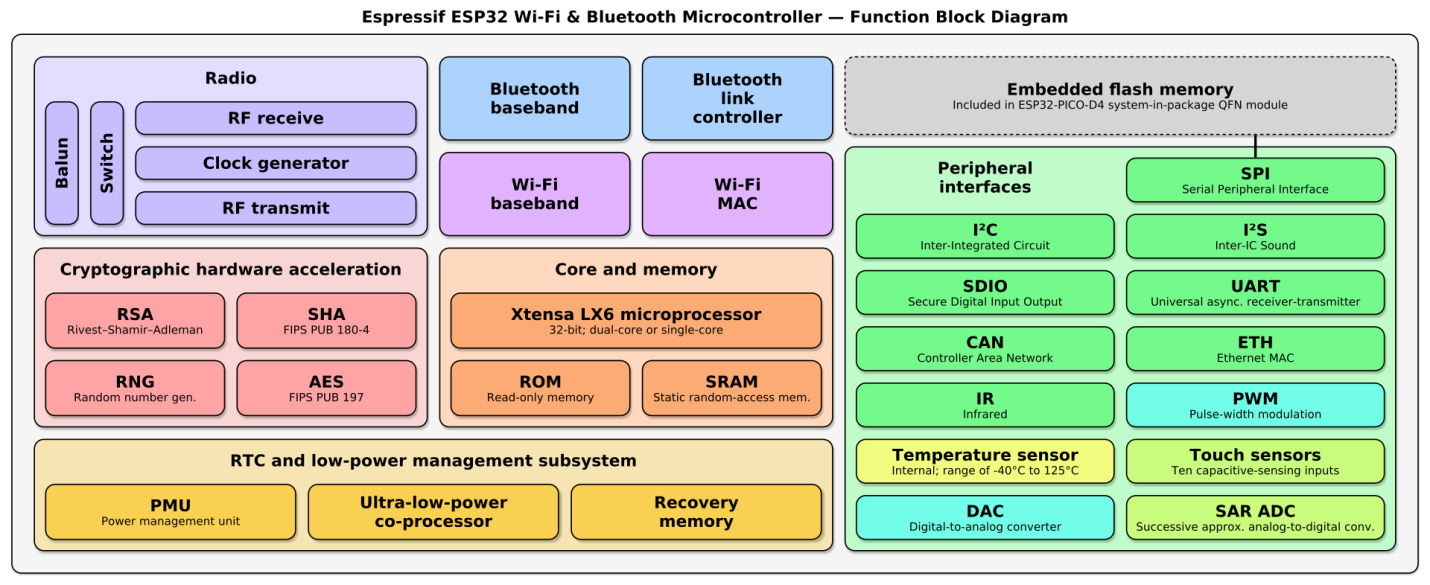 Espressif ESP32 Wi-Fi & Bluetooth Microcontroller — Function Block Diagram
Radio
Balun
Switch
RF receive
Clock generator
RF transmit
Bluetooth
baseband
Bluetooth
link
controller
Wi-Fi
baseband
Wi-Fi
MAC
Embedded flash memory
Included in ESP32-PICO-D4 system-in-package QFN module
Cryptographic hardware acceleration
RSA
Rivest–Shamir–Adleman
SHA
FIPS PUB 180-4
RNG
Random number gen.
AES
FIPS PUB 197
Core and memory
Xtensa LX6 microprocessor
32-bit; dual-core or single-core
ROM
Read-only memory
SRAM
Static random-access mem.
RTC and low-power management subsystem
PMU
Power management unit
Ultra-low-power
co-processor
Recovery
memory
Peripheral
interfaces
SPI
Serial Peripheral Interface
I²C
Inter-Integrated Circuit
I²S
Inter-IC Sound
SDIO
Secure Digital Input Output
UART
Universal async. receiver-transmitter
CAN
Controller Area Network
ETH
Ethernet MAC
IR
Infrared
PWM
Pulse-width modulation
Temperature sensor
Internal; range of -40°C to 125°C
Touch sensors
Ten capacitive-sensing inputs
DAC
Digital-to-analog converter
SAR ADC
Successive approx. analog-to-digital conv.